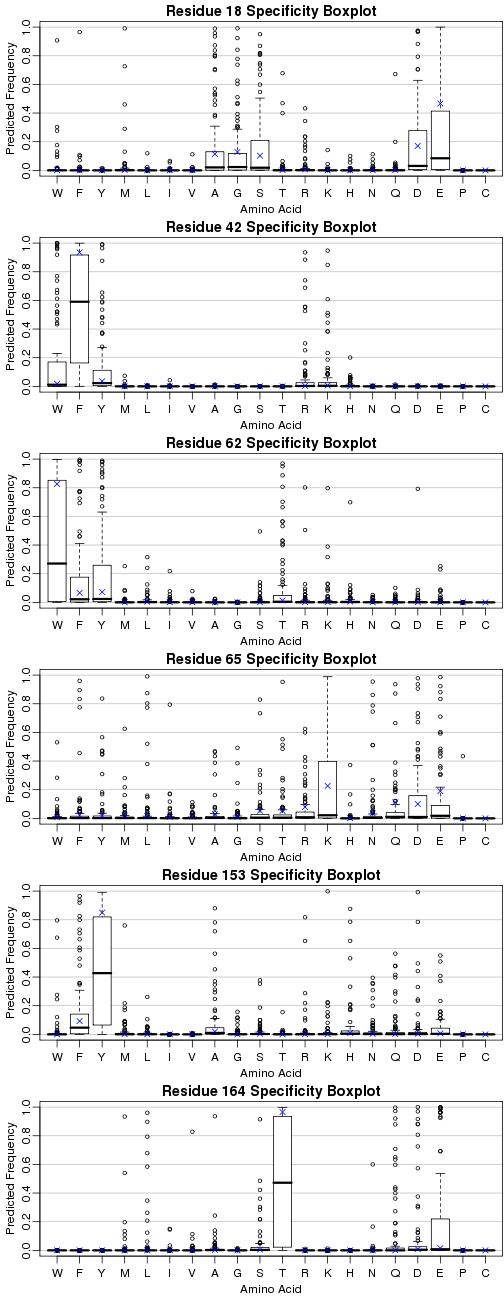 Residue 18 Specificity Boxplot
Predicted Frequency
0.0 0.2 0.4 0.6 0.8 1.0
W F Y M L I V A G S T R K H N Q D E P C
Amino Acid
Residue 42 Specificity Boxplot
Predicted Frequency
0.0 0.2 0.4 0.6 0.8 1.0
W F Y M L I V A G S T R K H N Q D E P C
Amino Acid
Residue 62 Specificity Boxplot
Predicted Frequency
0.0 0.2 0.4 0.6 0.8 1.0
W F Y M L I V A G S T R K H N Q D E P C
Amino Acid
Residue 65 Specificity Boxplot
Predicted Frequency
0.0 0.2 0.4 0.6 0.8 1.0
W F Y M L I V A G S T R K H N Q D E P C
Amino Acid
Residue 153 Specificity Boxplot
Predicted Frequency
0.0 0.2 0.4 0.6 0.8 1.0
W F Y M L I V A G S T R K H N Q D E P C
Amino Acid
Residue 164 Specificity Boxplot
Predicted Frequency
0.0 0.2 0.4 0.6 0.8 1.0
W F Y M L I V A G S T R K H N Q D E P C
Amino Acid